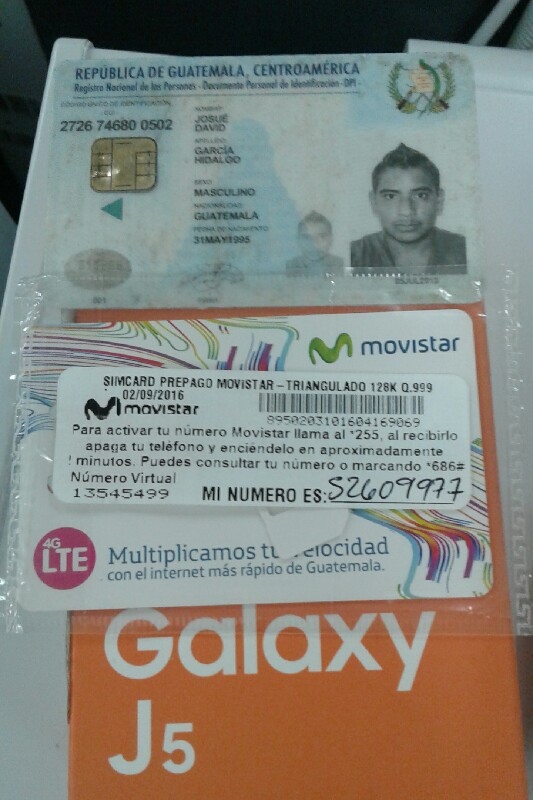 REPÚBLICA DE GUATEMALA, CENTROAMÉRICA
Registro Nacional de las Personas - Documento Personal de Identificación -DPI -
CÓDIGO ÚNICO DE IDENTIFICACIÓN
CUI
2726 74680 0502
NOMBRE
JOSUÉ
DAVID
APELLIDO
GARCÍA
HIDALGO
SEXO
MASCULINO
NACIONALIDAD
GUATEMALA
FECHA DE NACIMIENTO
31MAY1995
movistar
SIMCARD PREPAGO MOVISTAR - TRIANGULADO 128K Q.999
02/09/2016
movistar
8950203101604169069
Para activar tu número Movistar llama al *255, al recibirlo
apaga tu teléfono y enciéndelo en aproximadamente
minutos. Puedes consultar tu número o marcando *686#
Número Virtual
13545499
MI NUMERO ES: 52609977
4G
LTE
Multiplicamos tu velocidad
con el internet más rápido de Guatemala.
Galaxy
J5